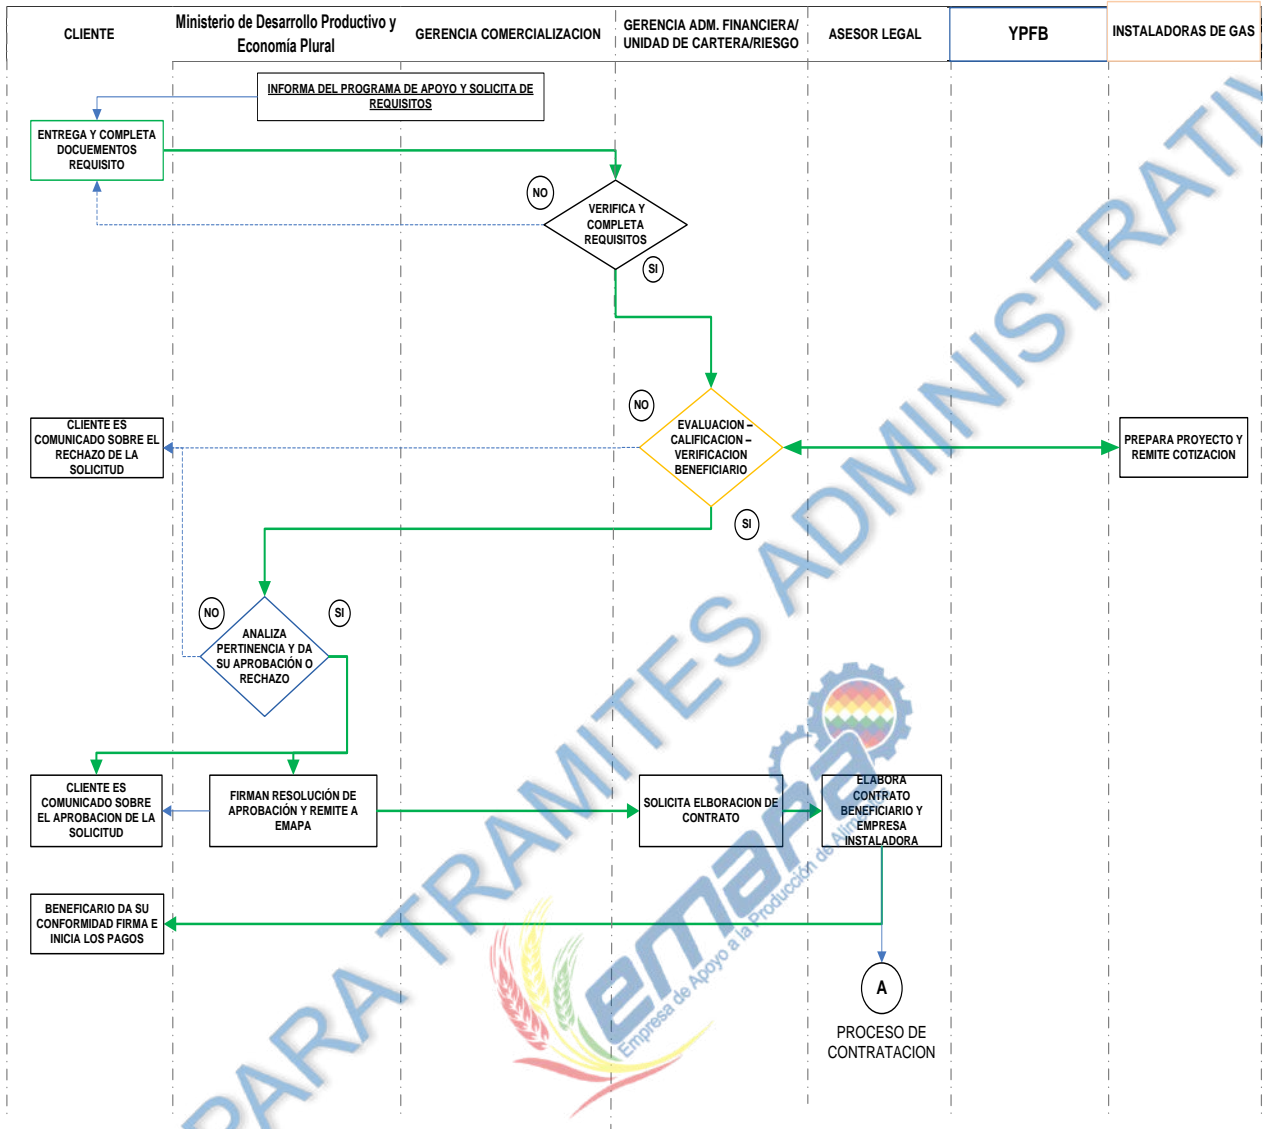 CLIENTE
Ministerio de Desarrollo Productivo y
Economía Plural
GERENCIA COMERCIALIZACION
GERENCIA ADM. FINANCIERA/
UNIDAD DE CARTERA/RIESGO
ASESOR LEGAL
YPFB
INSTALADORAS DE GAS
INFORMA DEL PROGRAMA DE APOYO Y SOLICITA DE
REQUISITOS
ENTREGA Y COMPLETA
DOCUEMENTOS
REQUISITO
NO
VERIFICA Y
COMPLETA
REQUISITOS
SI
NO
EVALUACION –
CALIFICACION –
VERIFICACION
BENEFICIARIO
CLIENTE ES
COMUNICADO SOBRE EL
RECHAZO DE LA
SOLICITUD
PREPARA PROYECTO Y
REMITE COTIZACION
SI
NO
SI
ANALIZA
PERTINENCIA Y DA
SU APROBACIÓN O
RECHAZO
CLIENTE ES
COMUNICADO SOBRE
EL APROBACION DE LA
SOLICITUD
FIRMAN RESOLUCIÓN DE
APROBACIÓN Y REMITE A
EMAPA
SOLICITA ELBORACION DE
CONTRATO
ELABORA
CONTRATO
BENEFICIARIO Y
EMPRESA
INSTALADORA
BENEFICARIO DA SU
CONFORMIDAD FIRMA E
INICIA LOS PAGOS
A
PROCESO DE
CONTRATACION
PARA TRAMITES ADMINISTRATIV
emapa
Empresa de Apoyo a la Producción de Alimentos